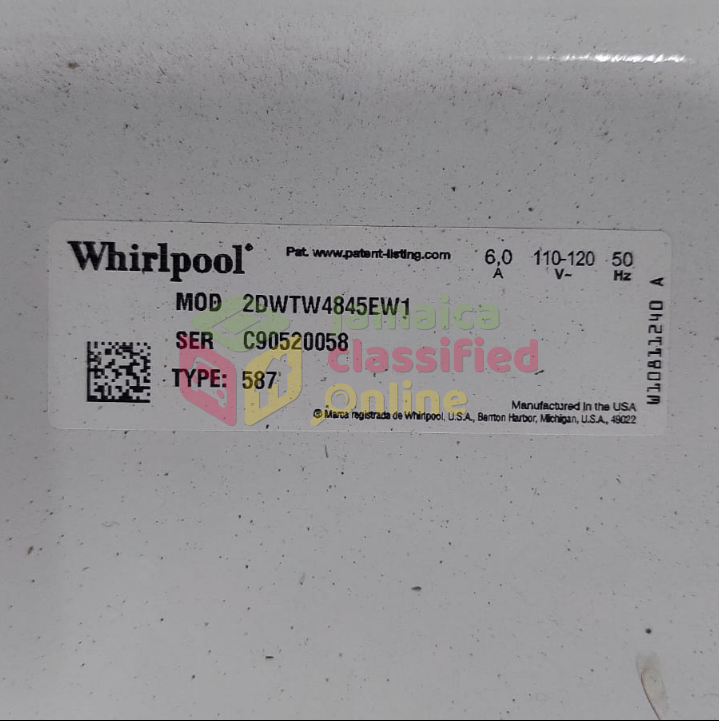 Whirlpool® Pat. www.patent-listing.com 6,0 A 110-120 V~ 50 Hz
MOD 2DWTW4845EW1
SER C90520058
TYPE: 587
Manufactured in the USA
® Marca registrada de Whirlpool, U.S.A., Benton Harbor, Michigan, U.S.A., 49022
W10811240 A
jamaica
classified
Online